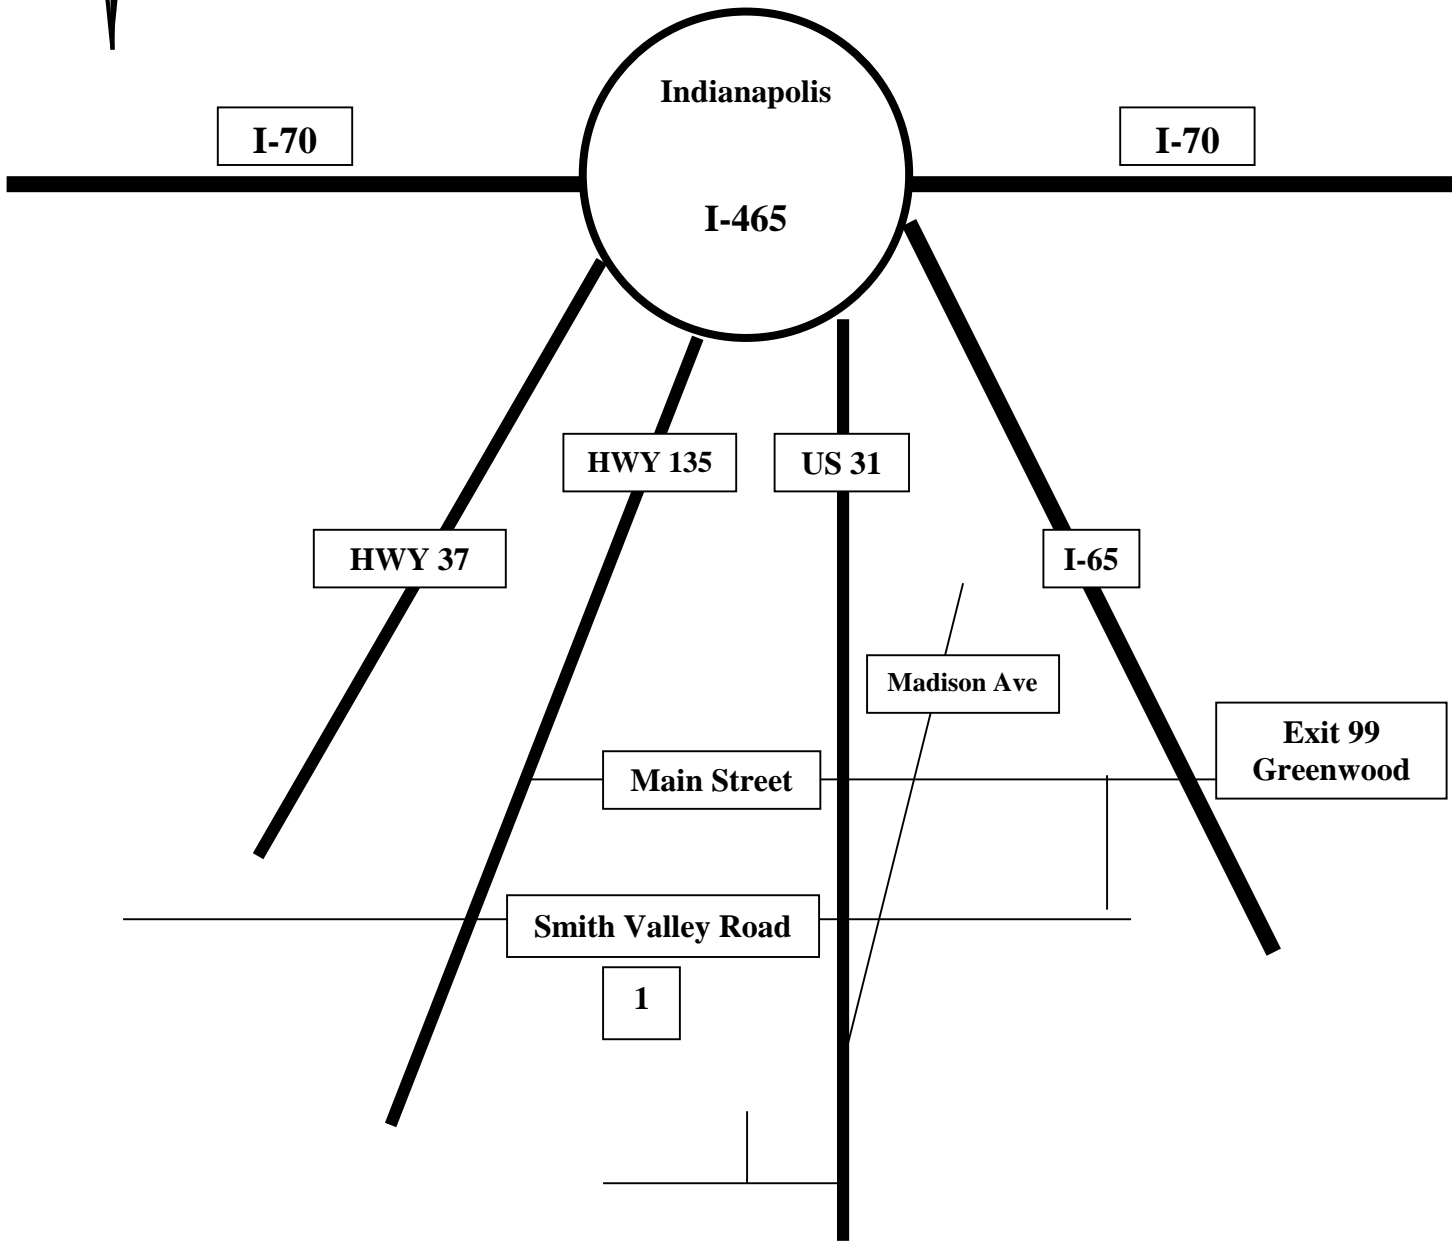 Indianapolis
I-70
I-70
I-465
HWY 135
US 31
HWY 37
I-65
Madison Ave
Exit 99
Greenwood
Main Street
Smith Valley Road
1